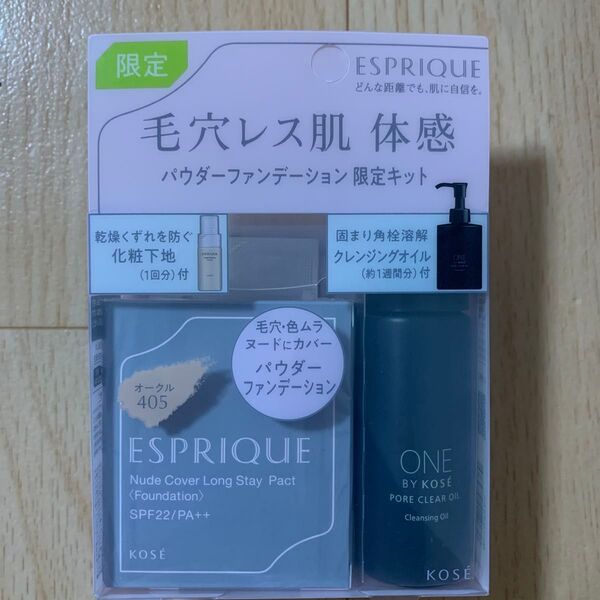 限定
ESPRIQUE
どんな距離でも、肌に自信を。
毛穴レス肌 体感
パウダーファンデーション 限定キット
乾燥くずれを防ぐ
化粧下地
(1回分)付
固まり角栓溶解
クレンジングオイル
(約1週間分)付
毛穴・色ムラ
ヌードにカバー
パウダー
ファンデーション
オークル
405
ESPRIQUE
Nude Cover Long Stay Pact
〈Foundation〉
SPF22/PA++
KOSÉ
ONE
BY KOSÉ
PORE CLEAR OIL
Cleansing Oil
KOSÉ